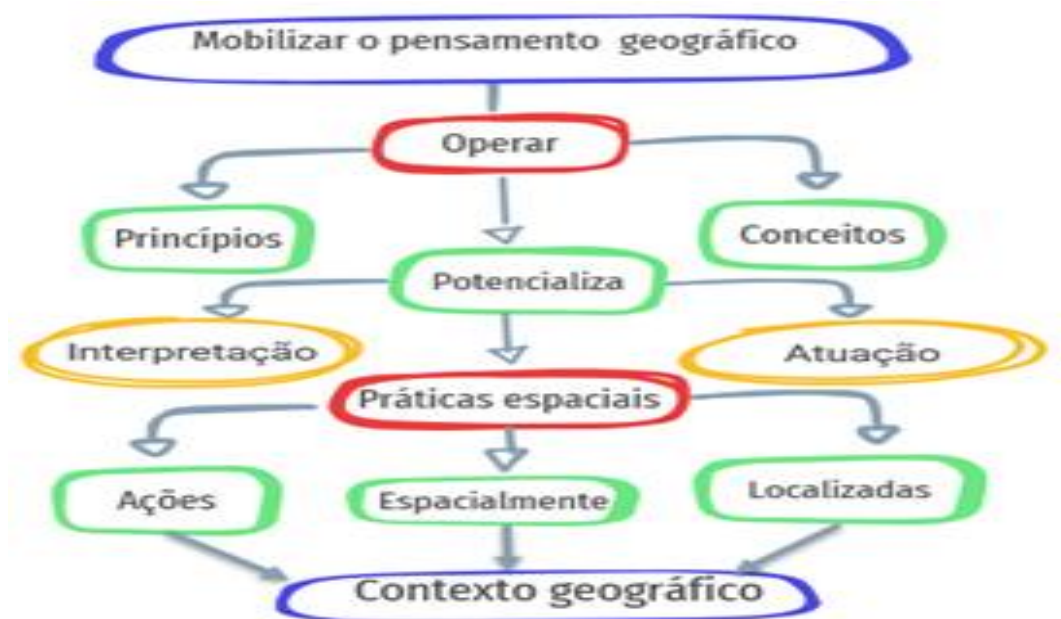 Mobilizar o pensamento geográfico
Operar
Princípios
Conceitos
Potencializa
Interpretação
Atuação
Práticas espaciais
Ações
Espacialmente
Localizadas
Contexto geográfico